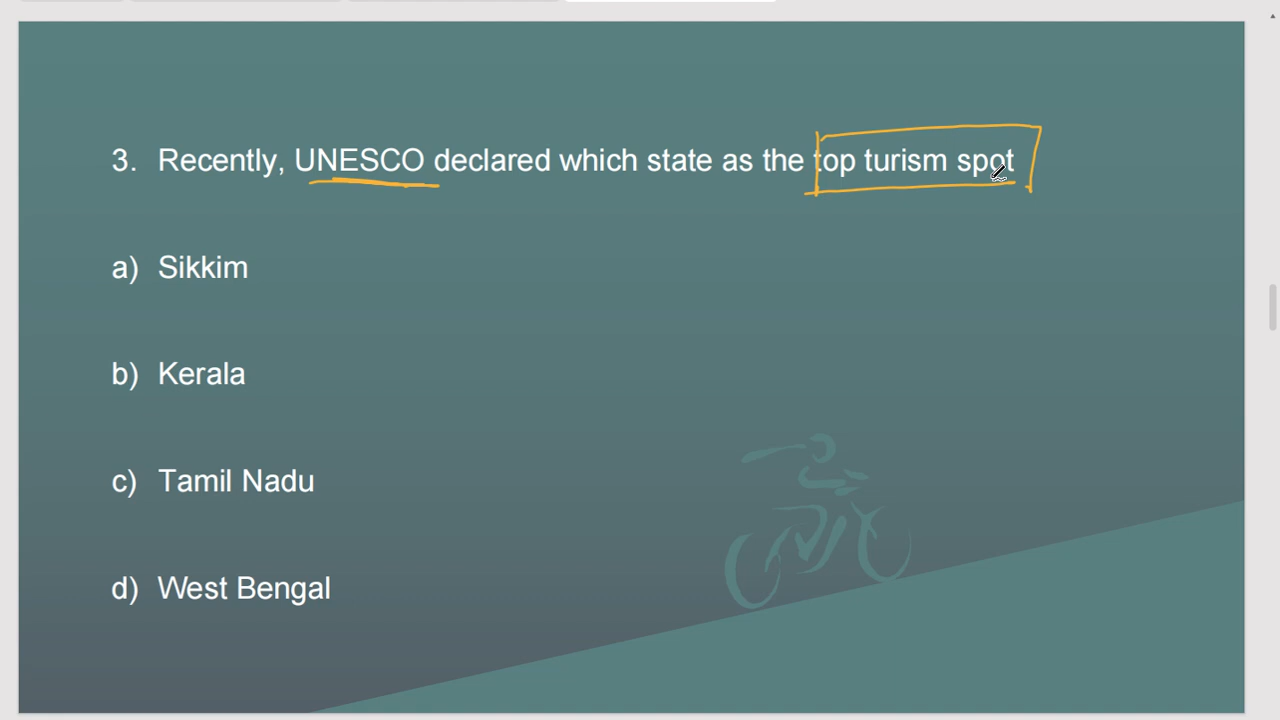 3. Recently, UNESCO declared which state as the top turism spot
a) Sikkim
b) Kerala
c) Tamil Nadu
d) West Bengal